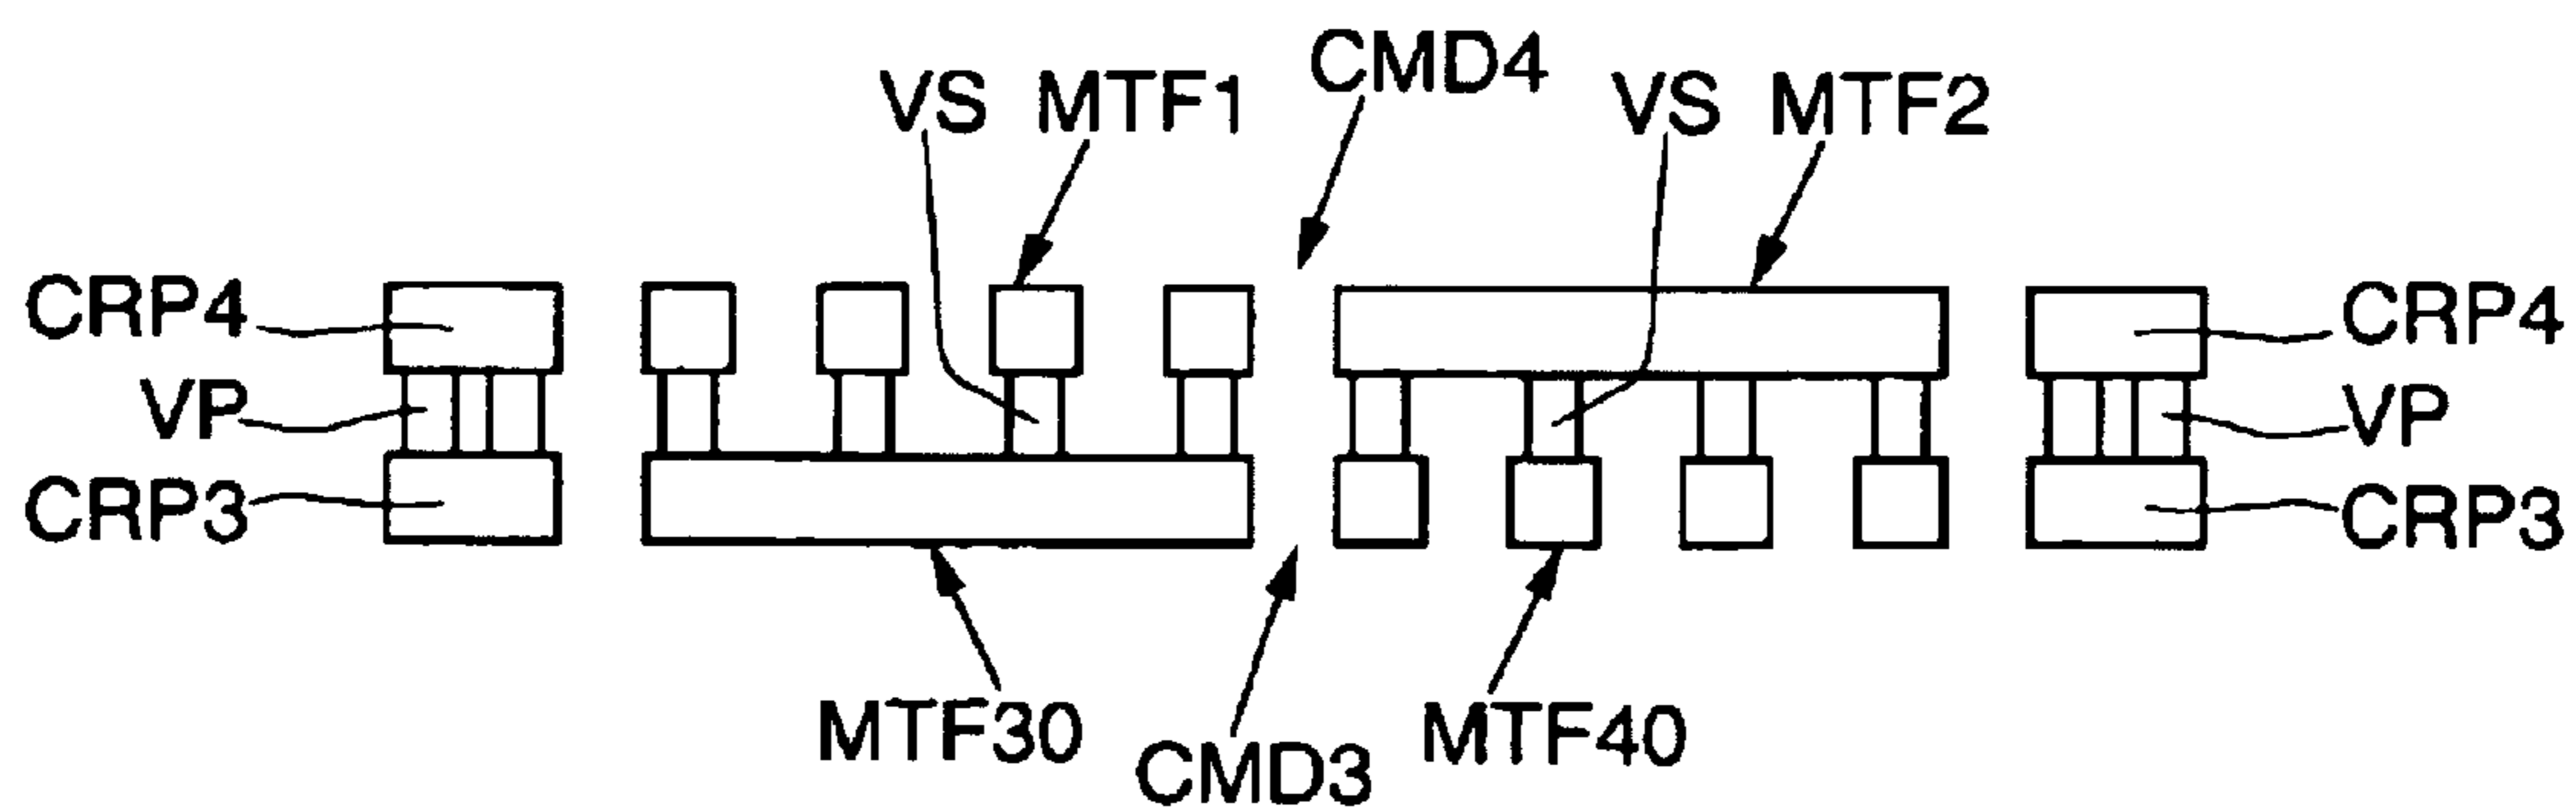 CMD4
VS MTF1 VS MTF2
CRP4 CRP4
VP VP
CRP3 CRP3
MTF30 CMD3 MTF40